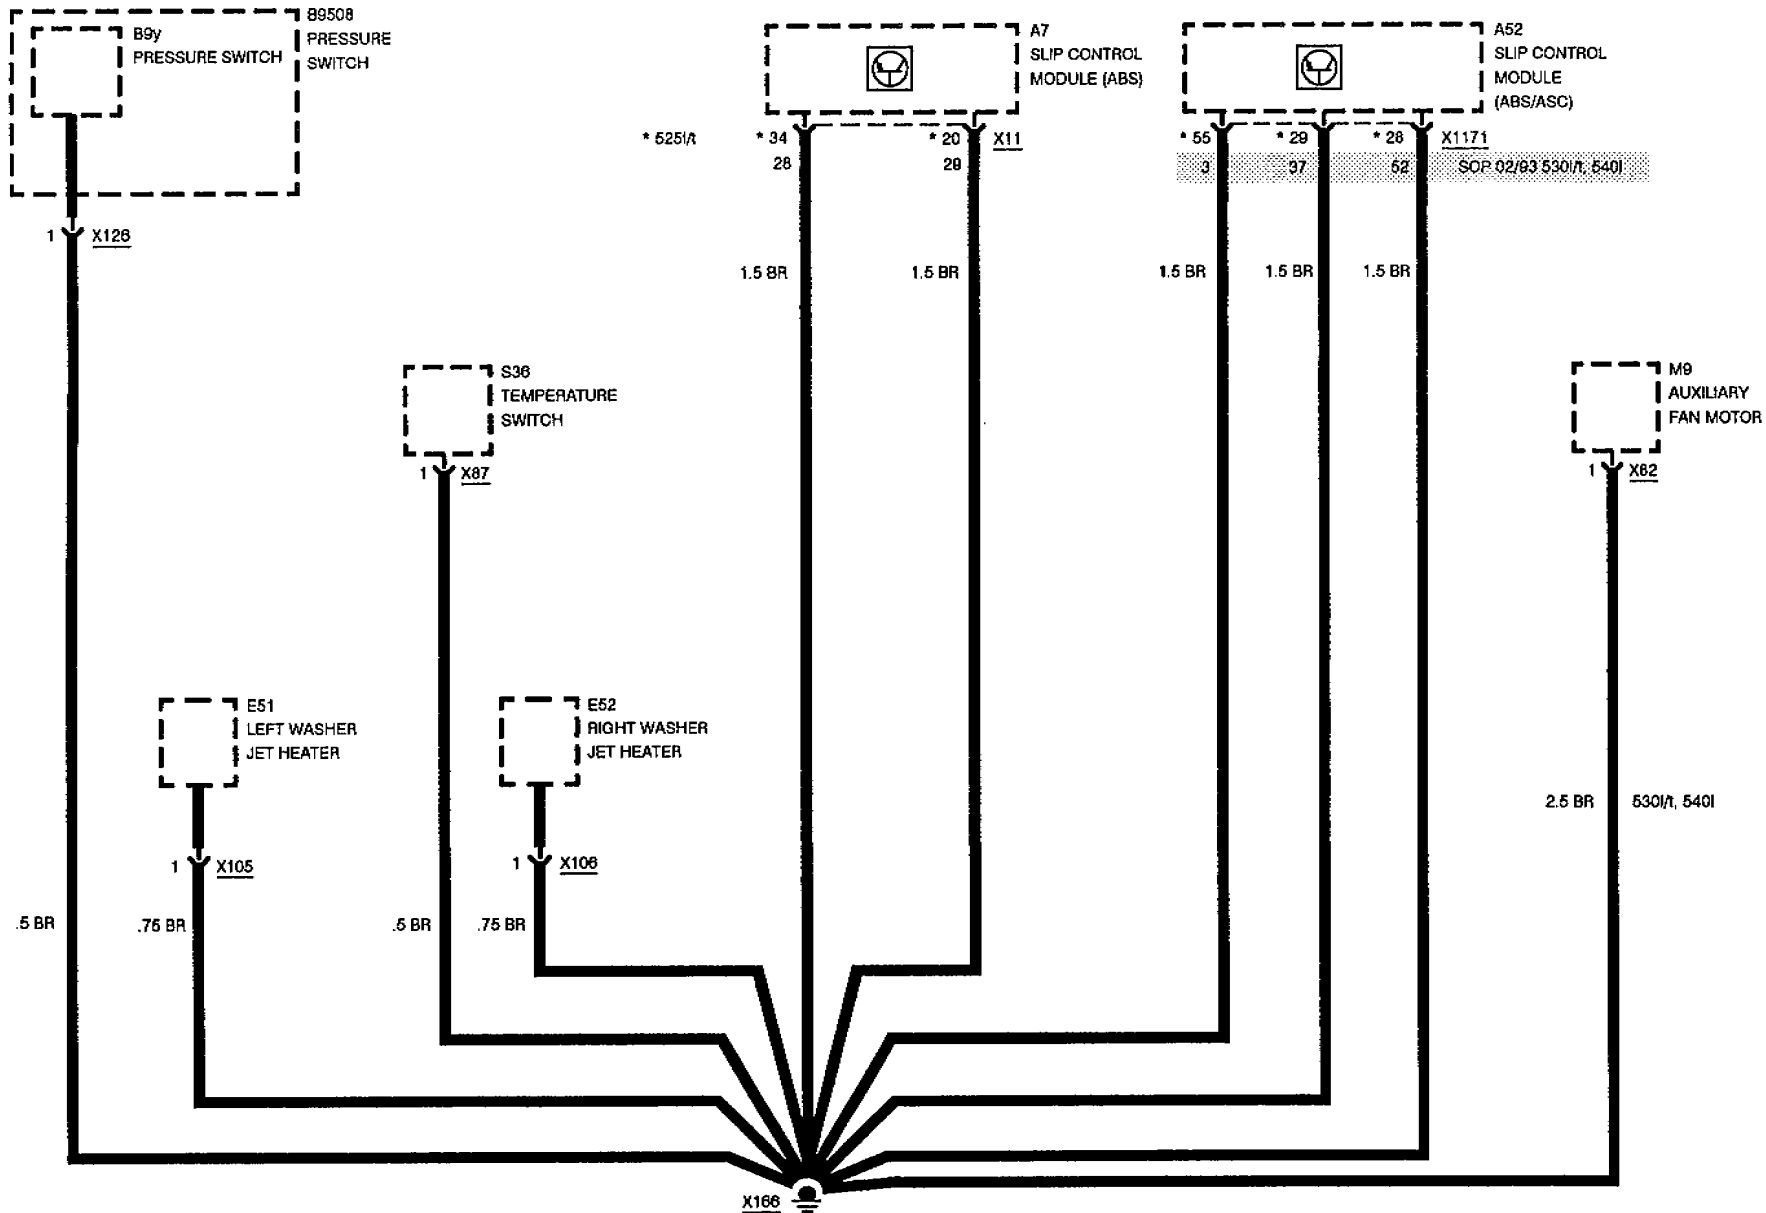 B9508
PRESSURE
SWITCH
B9y
PRESSURE SWITCH
1 X126
A7
SLIP CONTROL
MODULE (ABS)
* 525I/t * 34 * 20 X11
28 29
A52
SLIP CONTROL
MODULE
(ABS/ASC)
* 55 * 29 * 28 X1171
3 37 52 SOP 02/93 530I/t, 540I
1.5 BR 1.5 BR 1.5 BR 1.5 BR 1.5 BR
S36
TEMPERATURE
SWITCH
1 X87
M9
AUXILIARY
FAN MOTOR
1 X62
E51
LEFT WASHER
JET HEATER
1 X105
E52
RIGHT WASHER
JET HEATER
1 X106
2.5 BR 530I/t, 540I
.5 BR .75 BR .5 BR .75 BR
X166